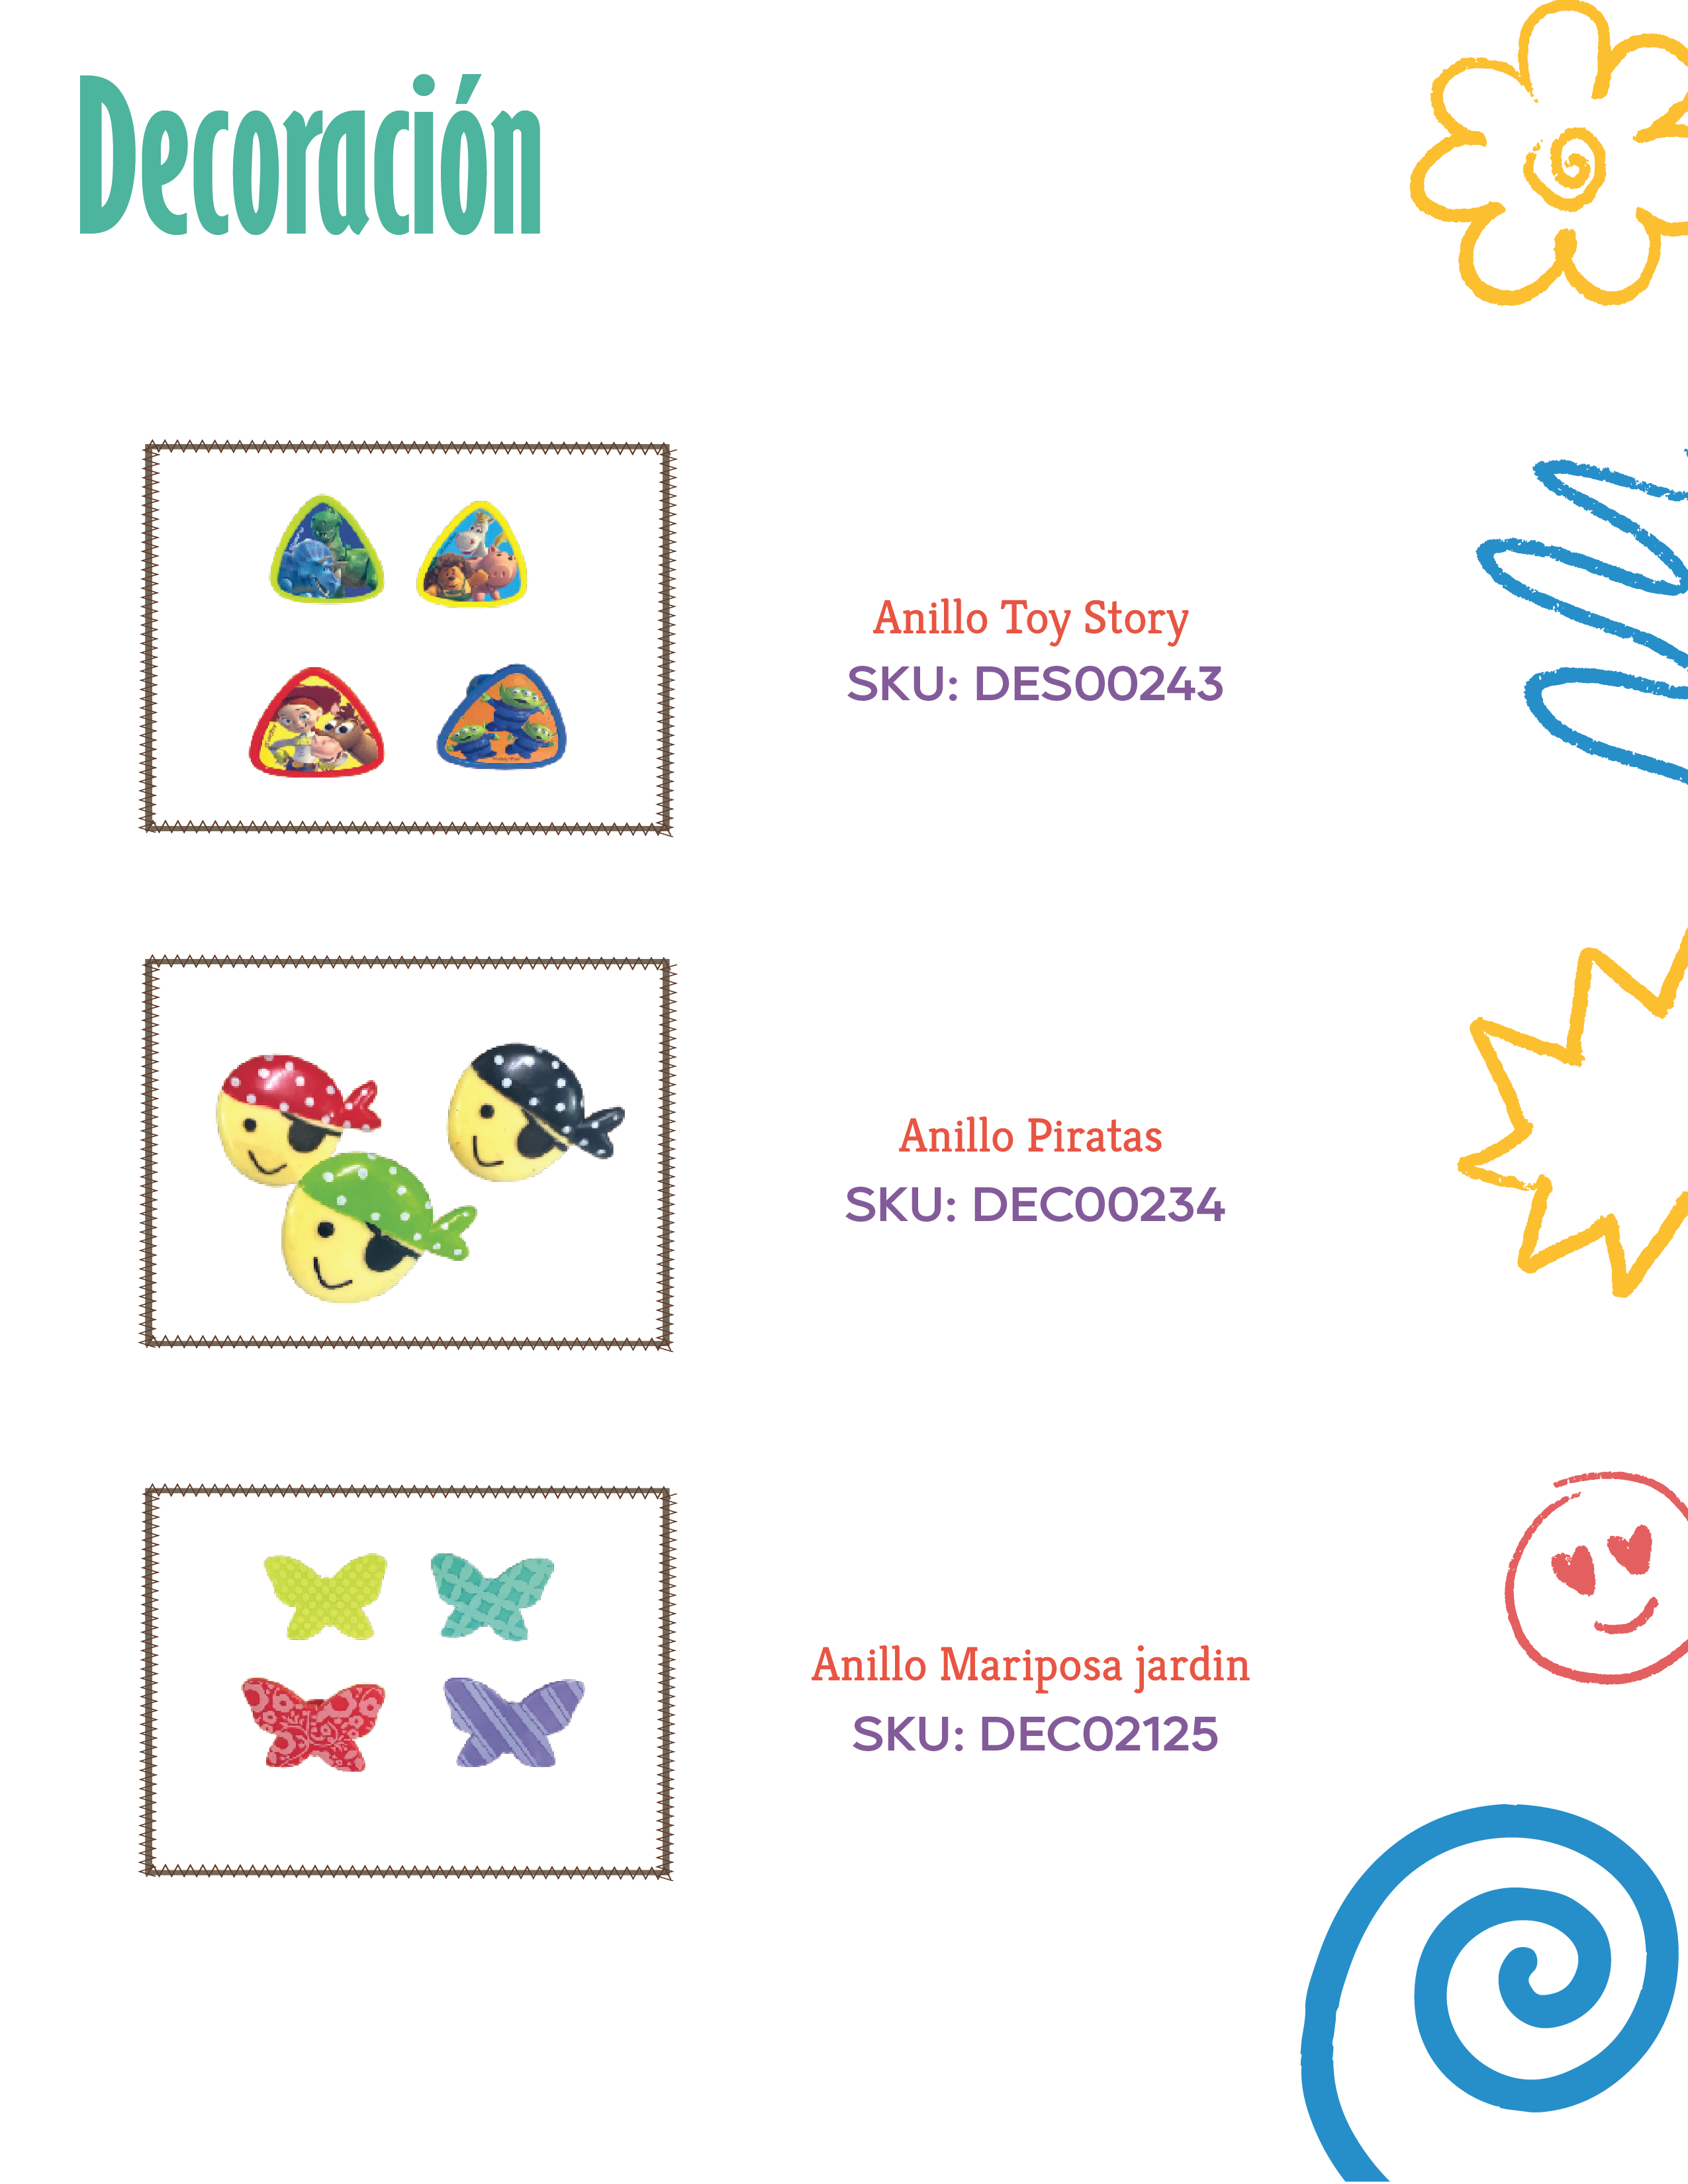 Decoración
Anillo Toy Story
SKU: DES00243
Anillo Piratas
SKU: DEC00234
Anillo Mariposa jardin
SKU: DEC02125